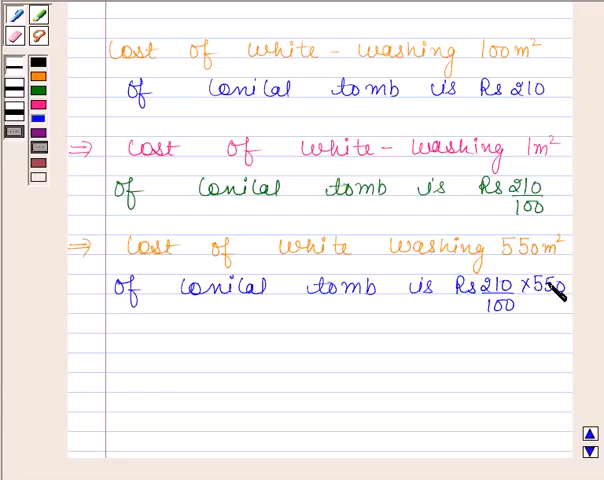 Cost of white - washing 100m²
of conical tomb is Rs 210
⇒ Cost of white - washing 1m²
of conical tomb is Rs 210/100
⇒ Cost of white washing 550m²
of conical tomb is Rs 210/100 × 550